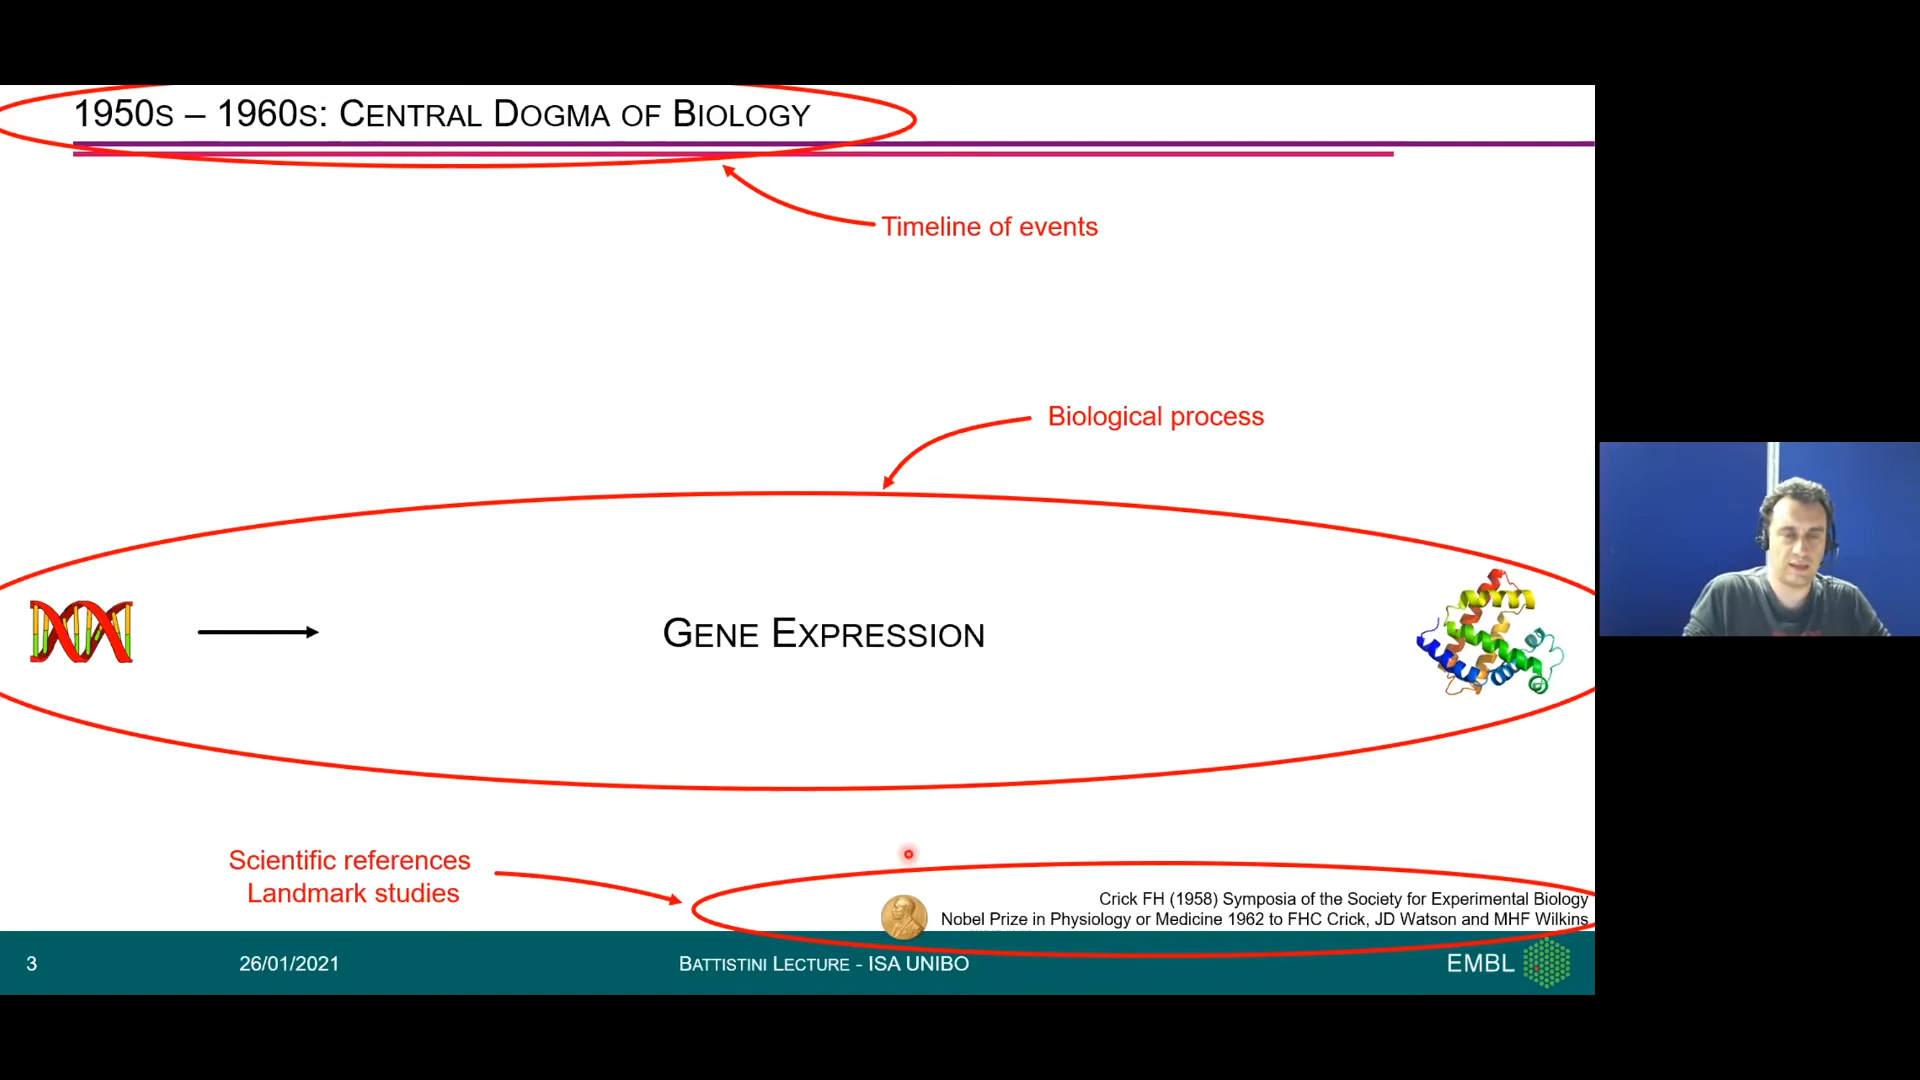 1950s – 1960s: Central Dogma of Biology
Timeline of events
Biological process
Gene Expression
Scientific references
Landmark studies
Crick FH (1958) Symposia of the Society for Experimental Biology
Nobel Prize in Physiology or Medicine 1962 to FHC Crick, JD Watson and MHF Wilkins
3
26/01/2021
Battistini Lecture - ISA UNIBO
EMBL